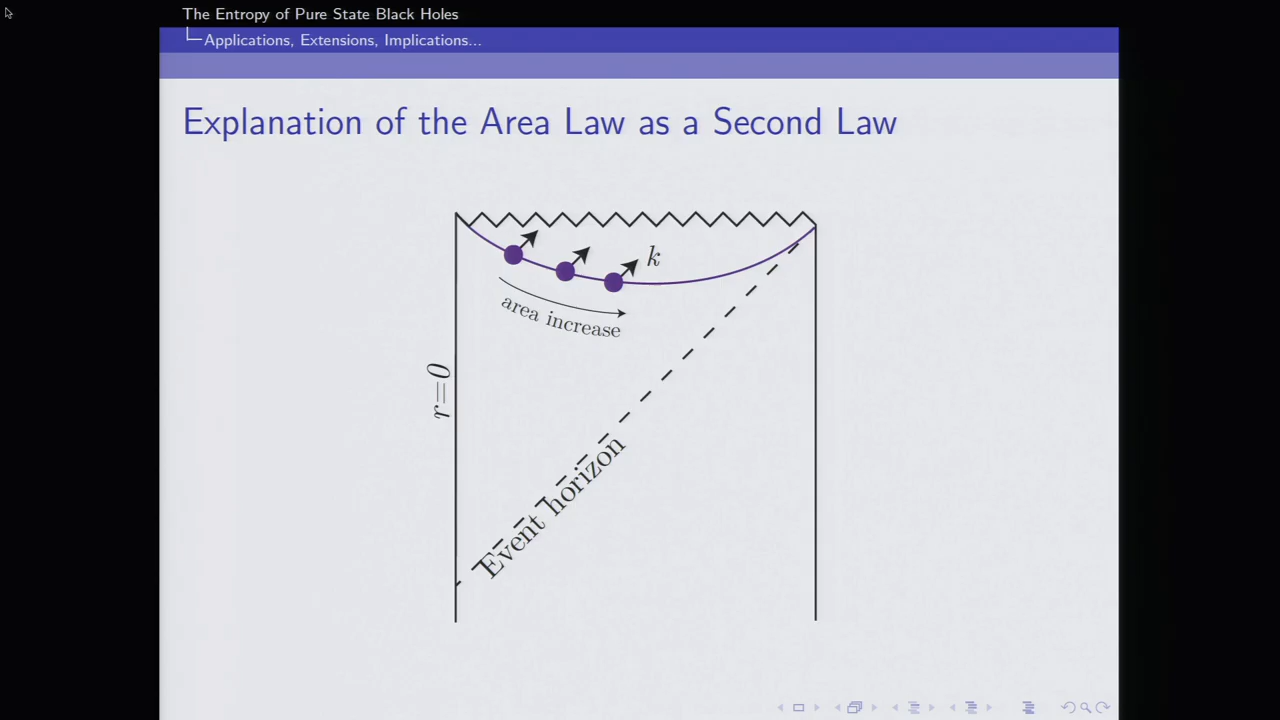 The Entropy of Pure State Black Holes
Applications, Extensions, Implications...
Explanation of the Area Law as a Second Law
k
area increase
r=0
Event horizon